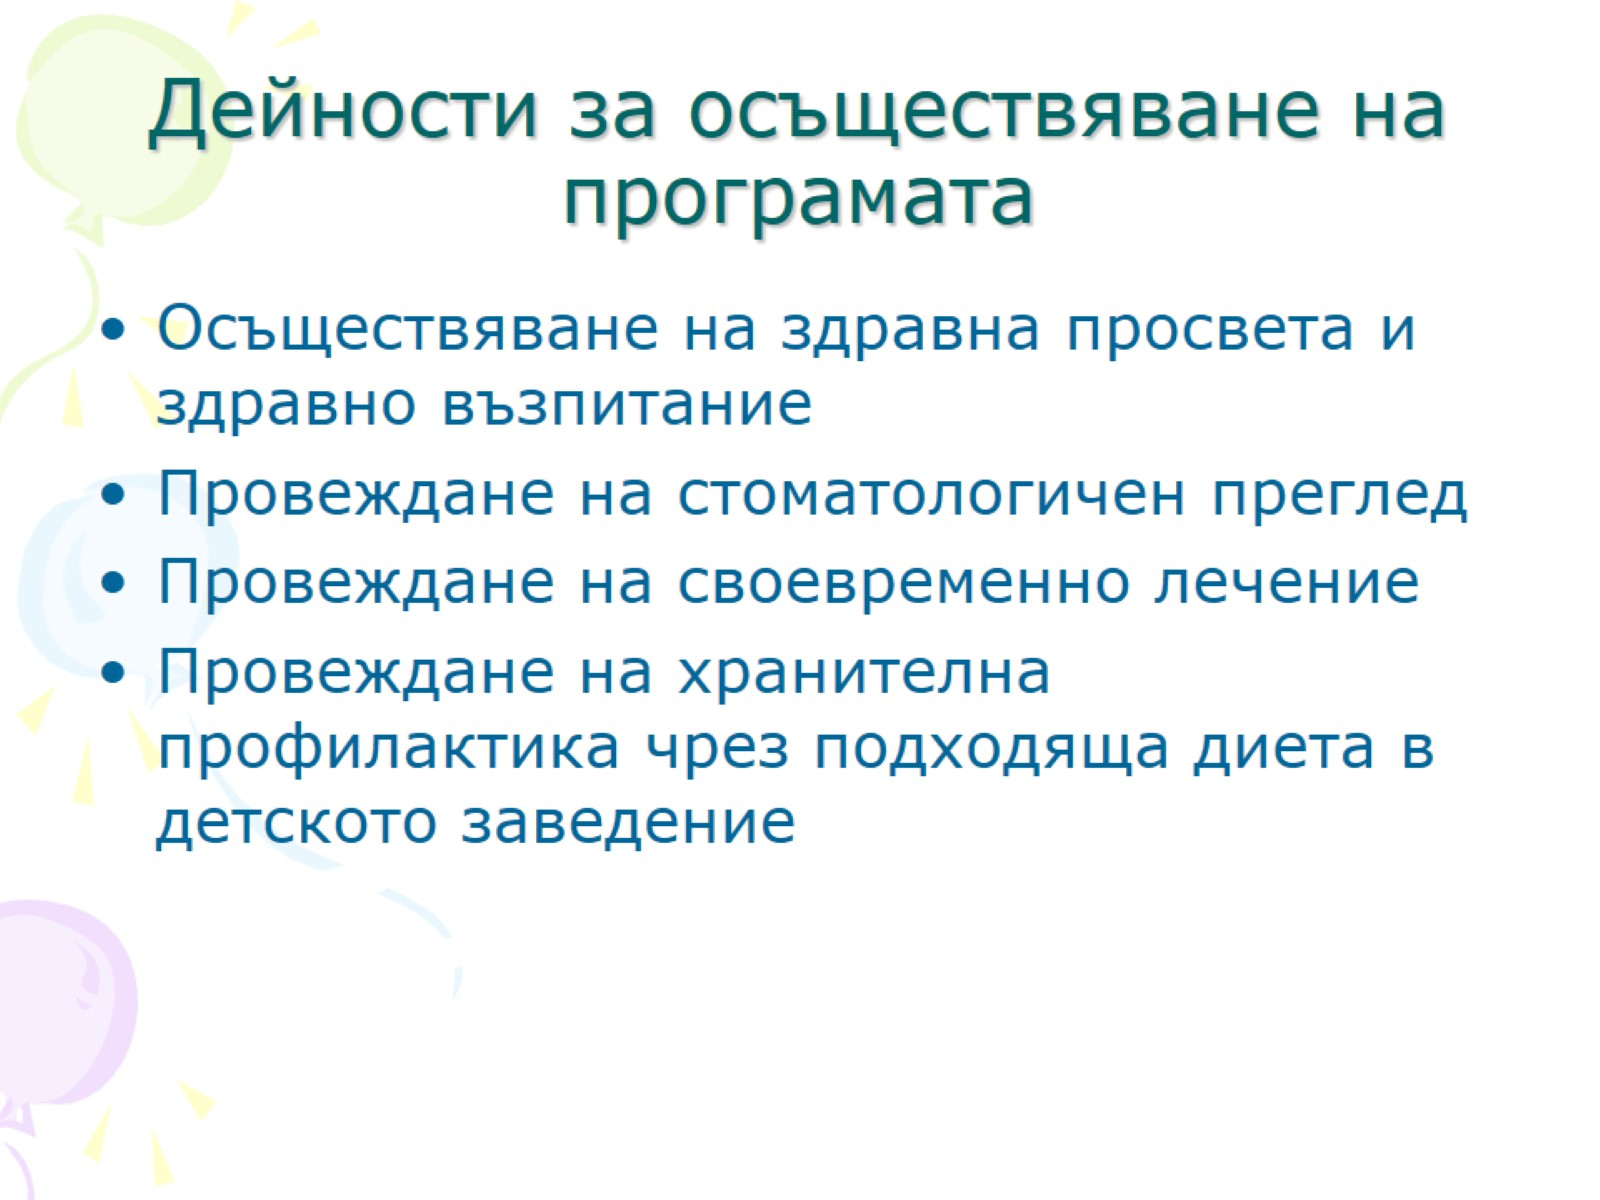 Дейности за осъществяване на
програмата
• Осъществяване на здравна просвета и
здравно възпитание
• Провеждане на стоматологичен преглед
• Провеждане на своевременно лечение
• Провеждане на хранителна
профилактика чрез подходяща диета в
детското заведение